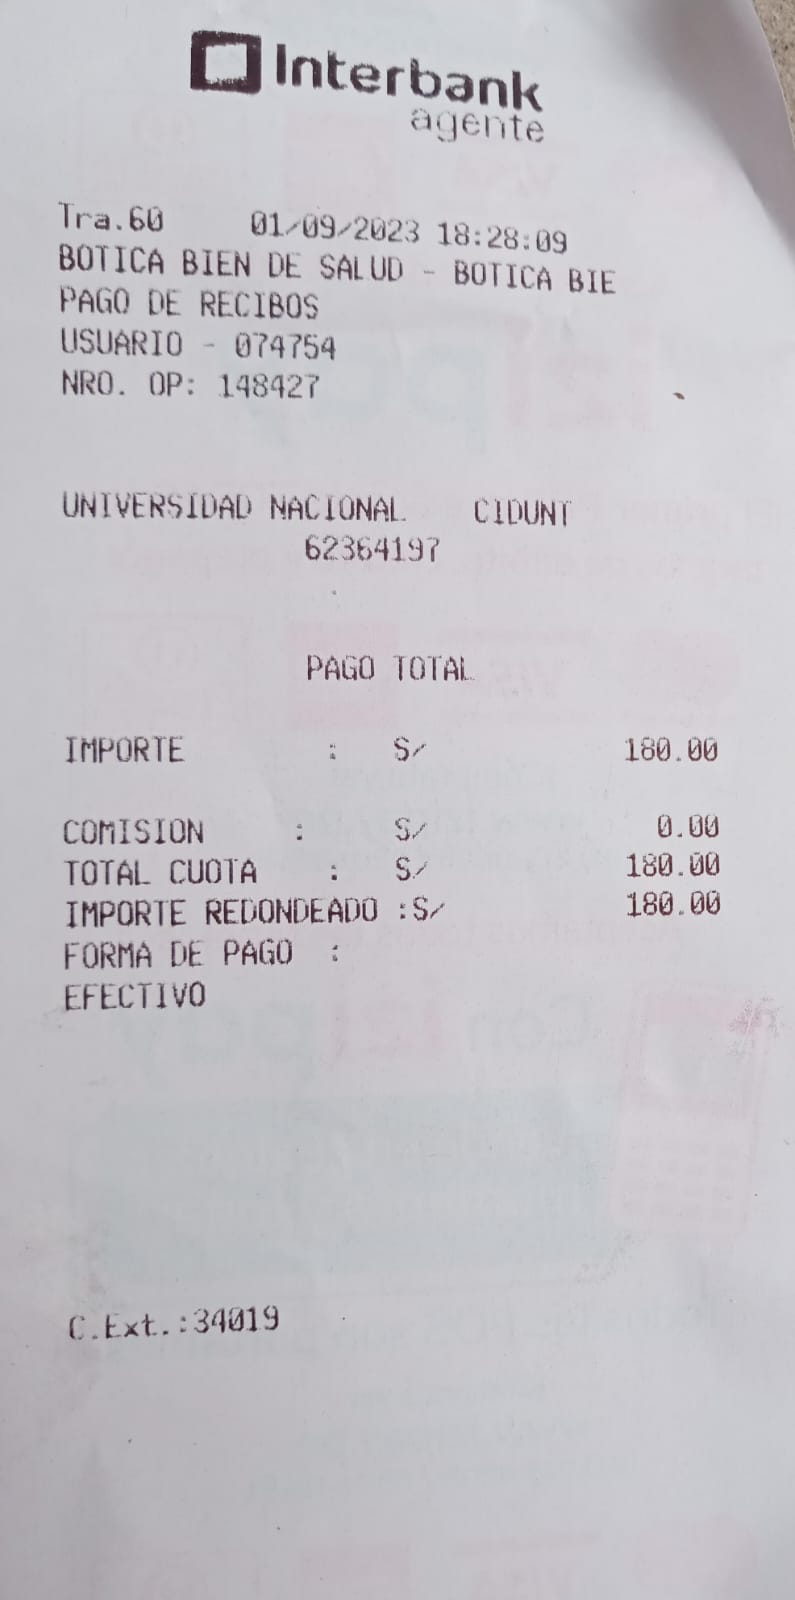 Interbank
agente
Tra.60 01/09/2023 18:28:09
BOTICA BIEN DE SALUD - BOTICA BIE
PAGO DE RECIBOS
USUARIO - 074754
NRO. OP: 148427
UNIVERSIDAD NACIONAL CIDUNT
62364197
PAGO TOTAL
IMPORTE : S/ 180.00
COMISION : S/ 0.00
TOTAL CUOTA : S/ 180.00
IMPORTE REDONDEADO :S/ 180.00
FORMA DE PAGO :
EFECTIVO
C.Ext.:34019